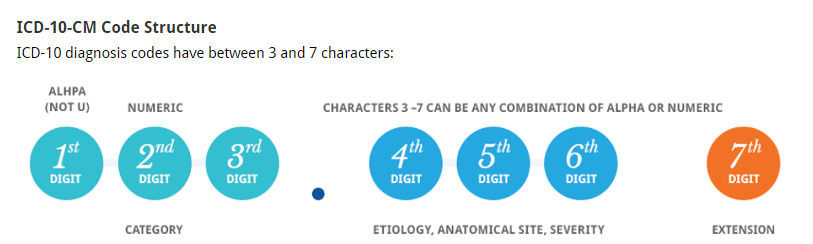 ICD-10-CM Code Structure
ICD-10 diagnosis codes have between 3 and 7 characters:
ALHPA
(NOT U)
NUMERIC
CHARACTERS 3 –7 CAN BE ANY COMBINATION OF ALPHA OR NUMERIC
1st
DIGIT
2nd
DIGIT
3rd
DIGIT
4th
DIGIT
5th
DIGIT
6th
DIGIT
7th
DIGIT
CATEGORY
ETIOLOGY, ANATOMICAL SITE, SEVERITY
EXTENSION